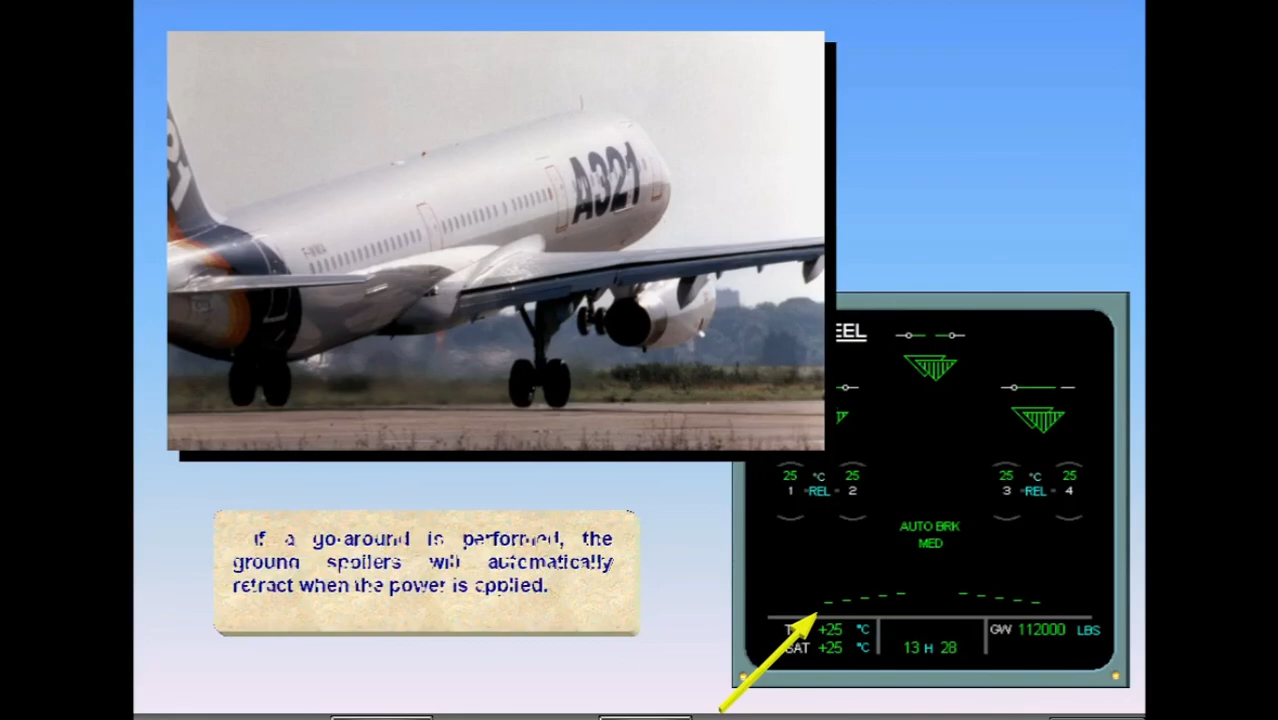 A321
EEL
25 °C 25
1 REL 2
25 °C 25
3 REL 4
AUTO BRK
MED
If a go-around is performed, the
ground spoilers will automatically
retract when the power is applied.
+25 °C
GW 112000 LBS
SAT +25 °C
13 H 28